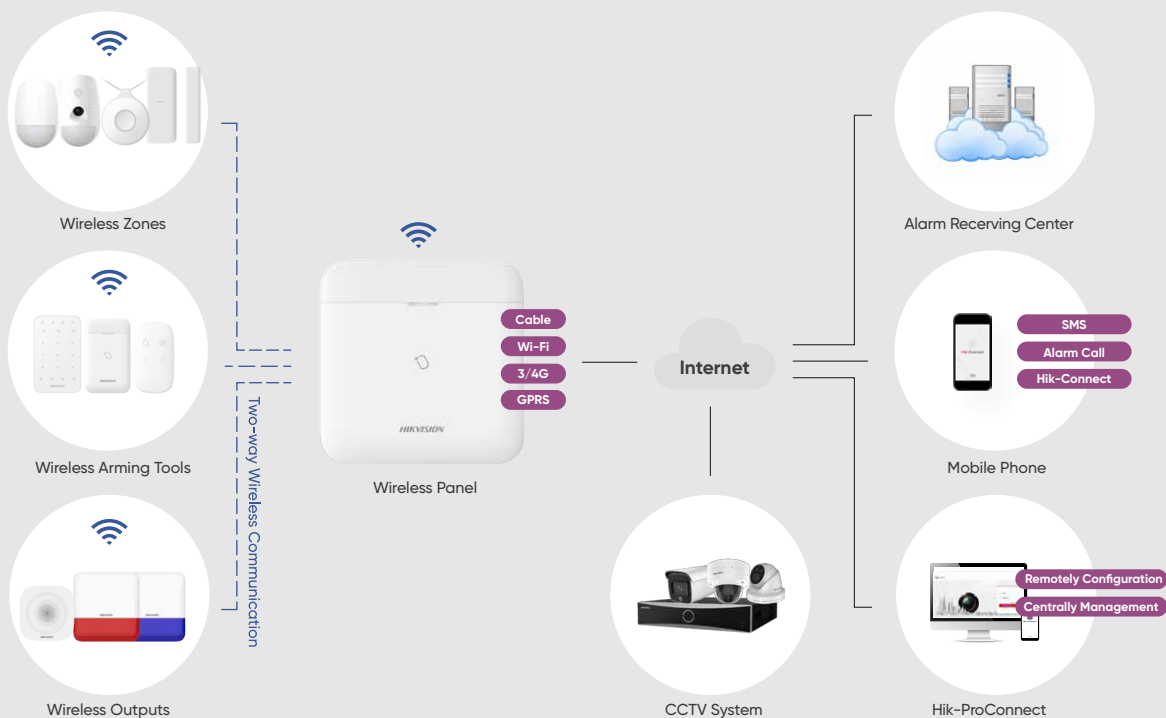 Wireless Zones
Wireless Arming Tools
Wireless Outputs
Two-way Wireless Communication
Cable
Wi-Fi
3/4G
GPRS
HIKVISION
Wireless Panel
Internet
CCTV System
Alarm Recerving Center
SMS
Alarm Call
Hik-Connect
Mobile Phone
Remotely Configuration
Centrally Management
Hik-ProConnect